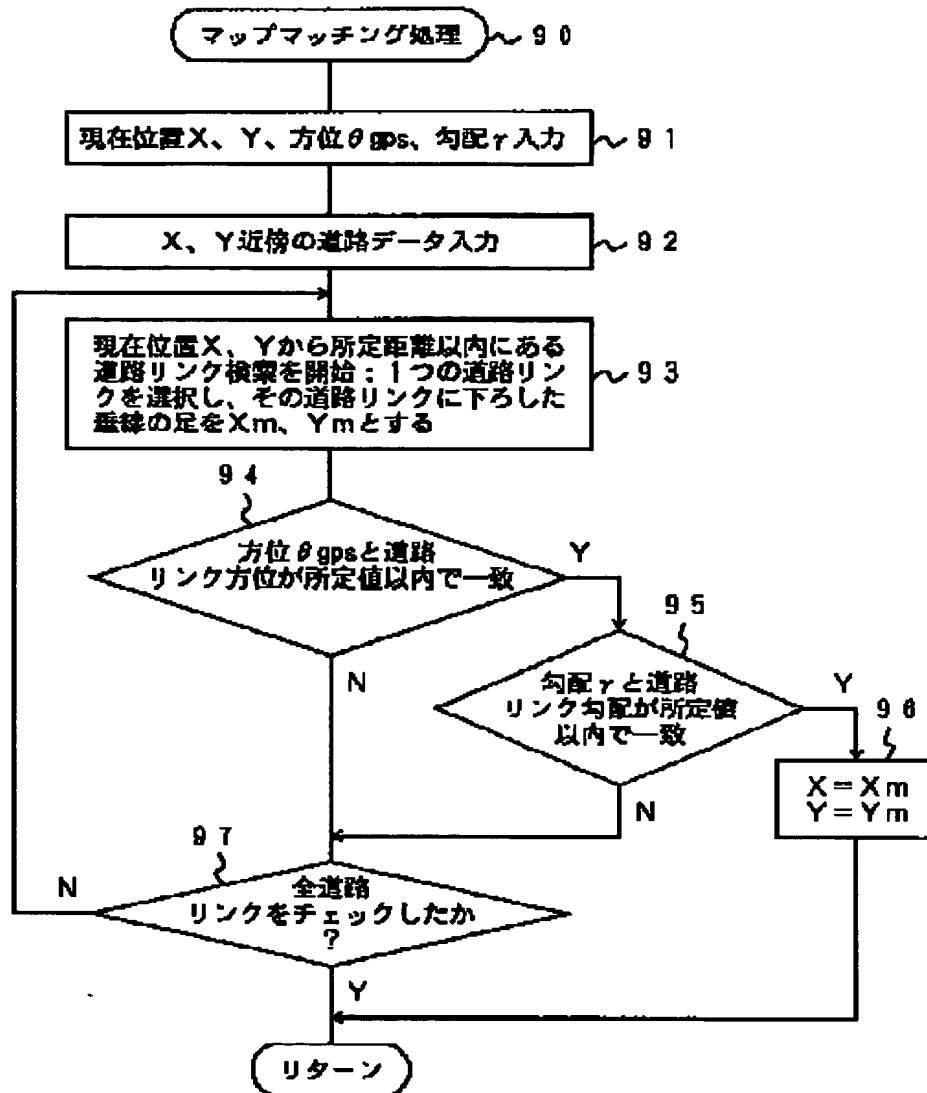 マップマッチング処理
90
現在位置X、Y、方位θgps、勾配γ入力
91
X、Y近傍の道路データ入力
92
現在位置X、Yから所定距離以内にある
道路リンク検索を開始：1つの道路リン
クを選択し、その道路リンクに下ろした
垂線の足をXm、Ymとする
93
94
方位θgpsと道路
リンク方位が所定値以内で一致
Y
N
95
勾配γと道路
リンク勾配が所定値
以内で一致
Y
N
96
X=Xm
Y=Ym
97
全道路
リンクをチェックしたか
?
N
Y
リターン